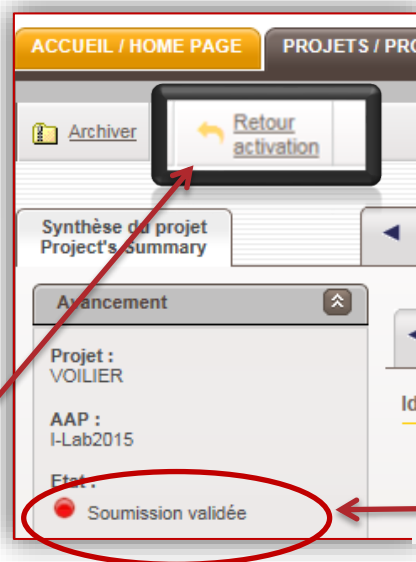 ACCUEIL / HOME PAGE
PROJETS / PRO
Archiver
Retour
activation
Synthèse du projet
Project's Summary
Avancement
Projet :
VOILIER
AAP :
I-Lab2015
Etat :
Soumission validée
Id